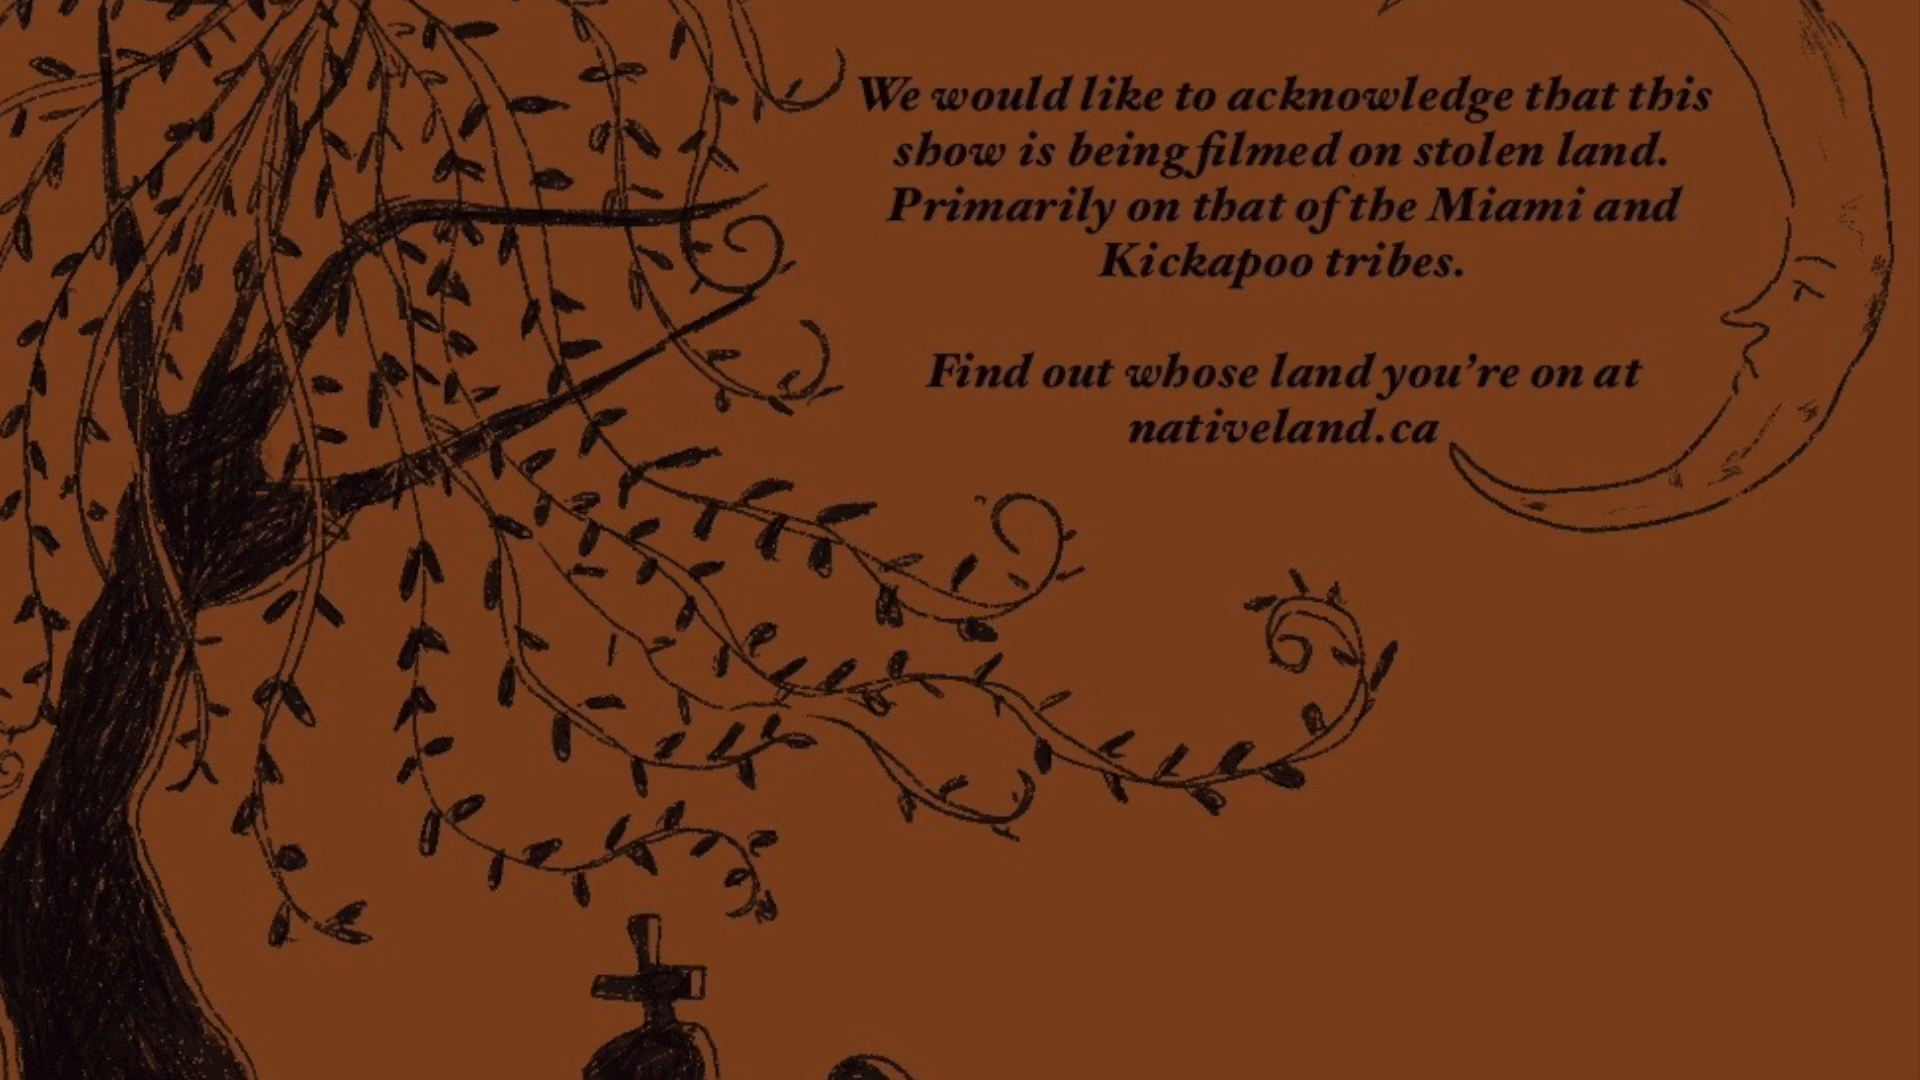 We would like to acknowledge that this
show is being filmed on stolen land.
Primarily on that of the Miami and
Kickapoo tribes.
Find out whose land you're on at
nativeland.ca